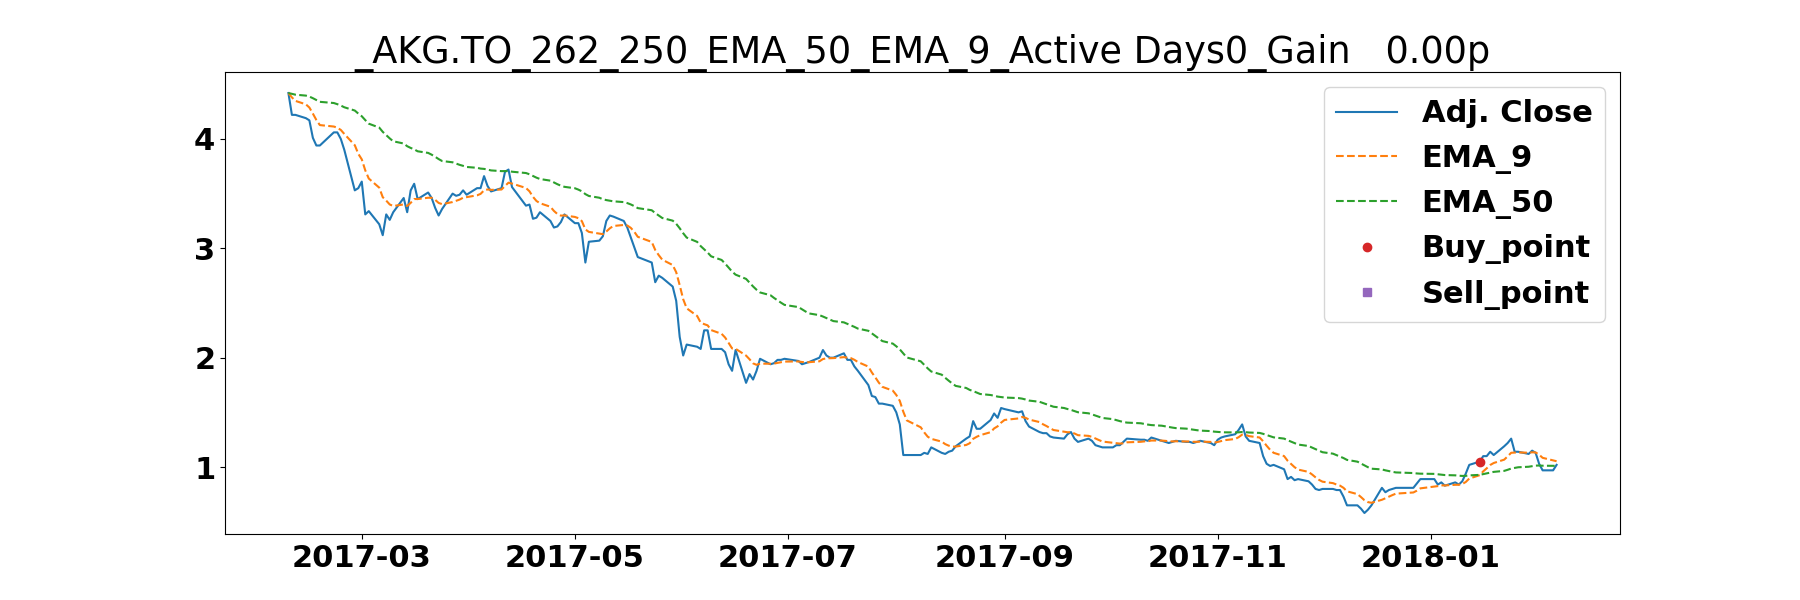 _AKG.TO_262_250_EMA_50_EMA_9_Active Days0_Gain   0.00p
Adj. Close
EMA_9
EMA_50
Buy_point
Sell_point
4
3
2
1
2017-03 2017-05 2017-07 2017-09 2017-11 2018-01